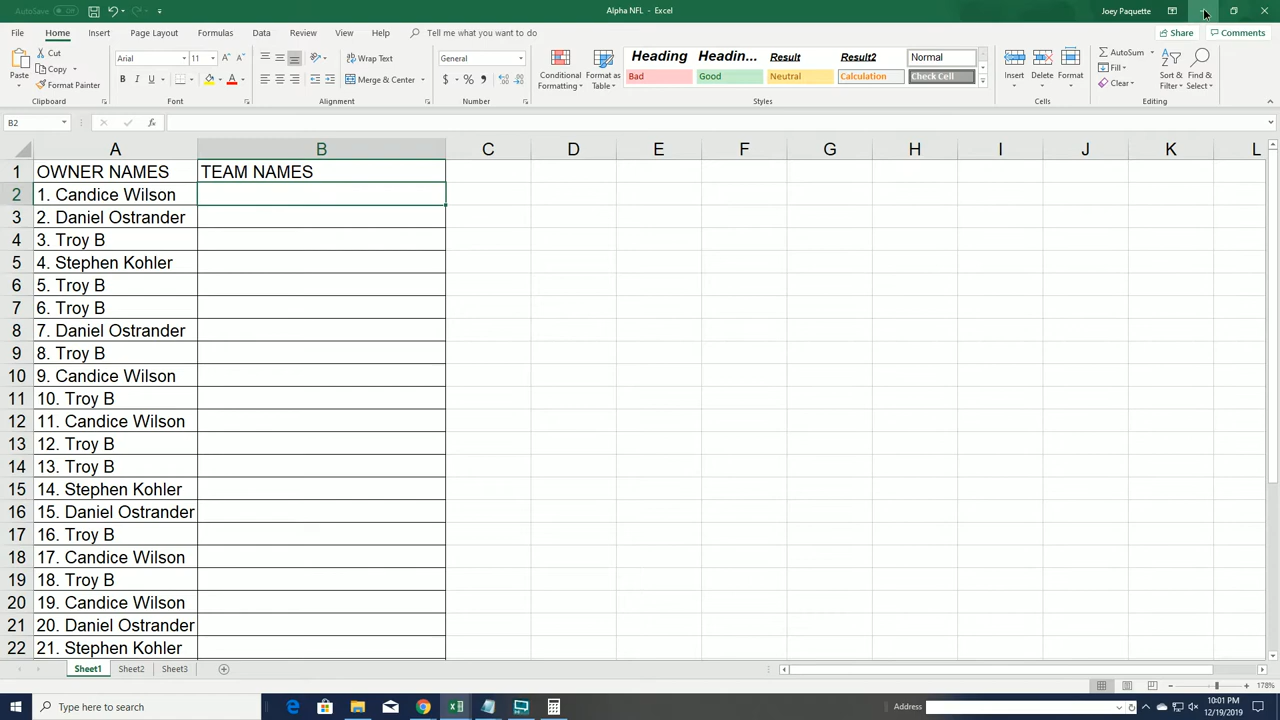 AutoSave Off
Alpha NFL - Excel
Joey Paquette
File Home Insert Page Layout Formulas Data Review View Help Tell me what you want to do
Share Comments
Paste
Cut
Copy
Format Painter
Clipboard
Arial 11
B I U
Font
Wrap Text
Merge & Center
Alignment
General
$ % ,
Number
Conditional Formatting
Format as Table
Heading Headin... Result Result2 Normal
Bad Good Neutral Calculation Check Cell
Styles
Insert Delete Format
Cells
AutoSum
Fill
Clear
Sort & Filter
Find & Select
Editing
B2
fx
A B C D E F G H I J K L
1 OWNER NAMES TEAM NAMES
2 1. Candice Wilson
3 2. Daniel Ostrander
4 3. Troy B
5 4. Stephen Kohler
6 5. Troy B
7 6. Troy B
8 7. Daniel Ostrander
9 8. Troy B
10 9. Candice Wilson
11 10. Troy B
12 11. Candice Wilson
13 12. Troy B
14 13. Troy B
15 14. Stephen Kohler
16 15. Daniel Ostrander
17 16. Troy B
18 17. Candice Wilson
19 18. Troy B
20 19. Candice Wilson
21 20. Daniel Ostrander
22 21. Stephen Kohler
Sheet1 Sheet2 Sheet3
178%
Type here to search
Address
10:01 PM
12/19/2019